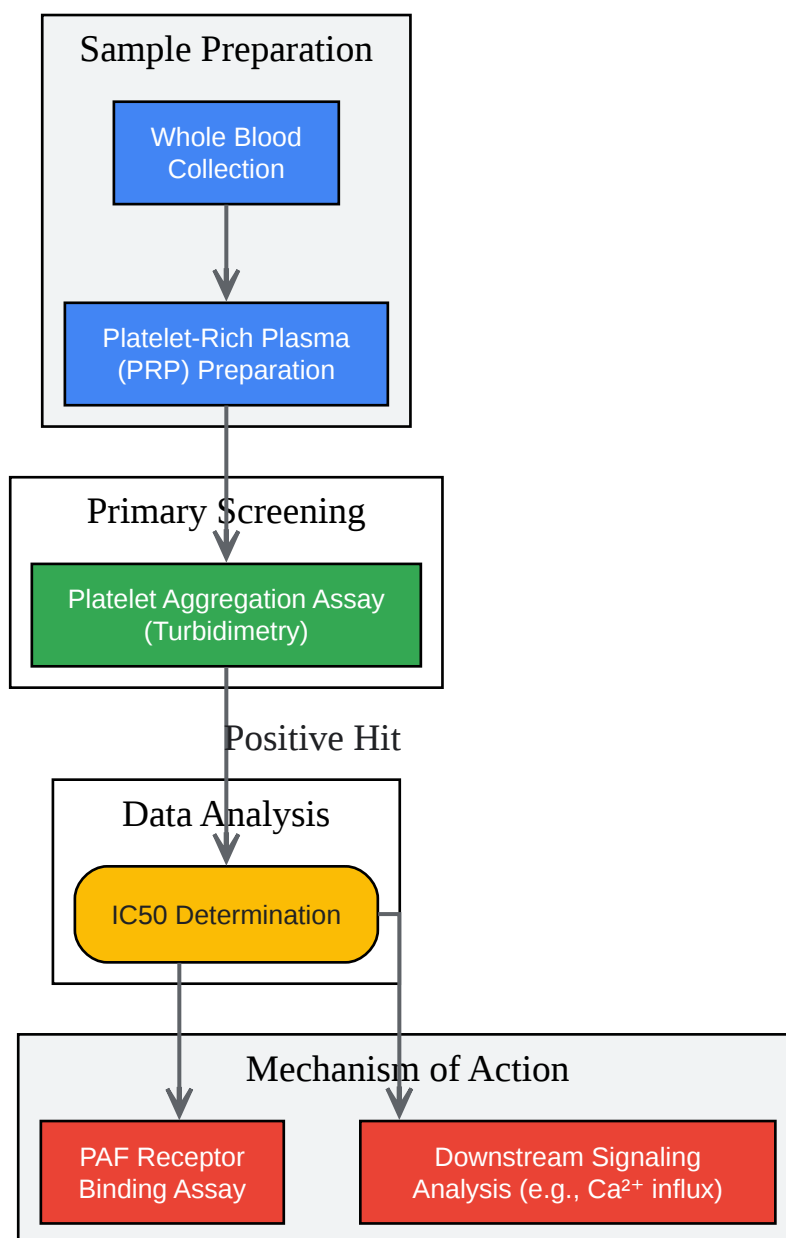 Sample Preparation
Whole Blood
Collection
Platelet-Rich Plasma
(PRP) Preparation
Primary Screening
Platelet Aggregation Assay
(Turbidimetry)
Positive Hit
Data Analysis
IC50 Determination
Mechanism of Action
PAF Receptor
Binding Assay
Downstream Signaling
Analysis (e.g., Ca²⁺ influx)